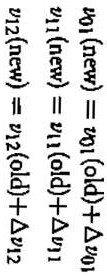 v₀₁(new) = v₀₁(old)+Δv₀₁
v₁₁(new) = v₁₁(old)+Δv₁₁
v₁₂(new) = v₁₂(old)+Δv₁₂